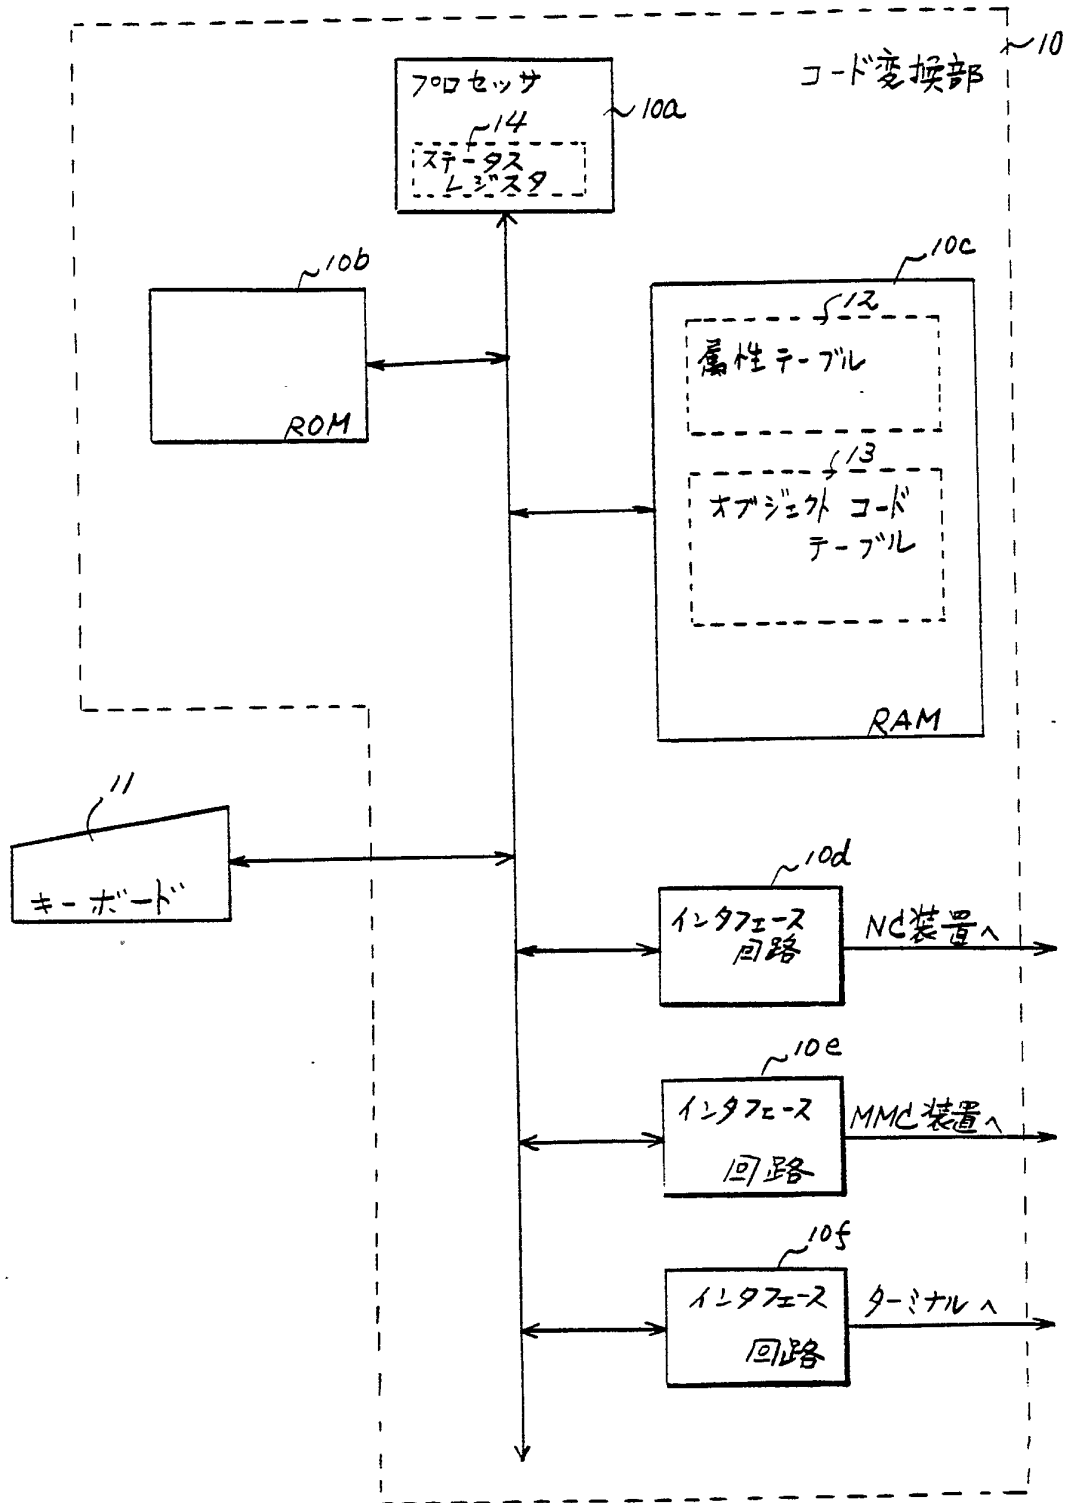 10
コード変換部
プロセッサ
10a
14
ステータス
レジスタ
10b
ROM
10c
12
属性テーブル
13
オブジェクト コード
テーブル
RAM
11
キーボード
10d
インタフェース
回路
NC装置へ
10e
インタフェース
回路
MMC装置へ
10f
インタフェース
回路
ターミナルへ